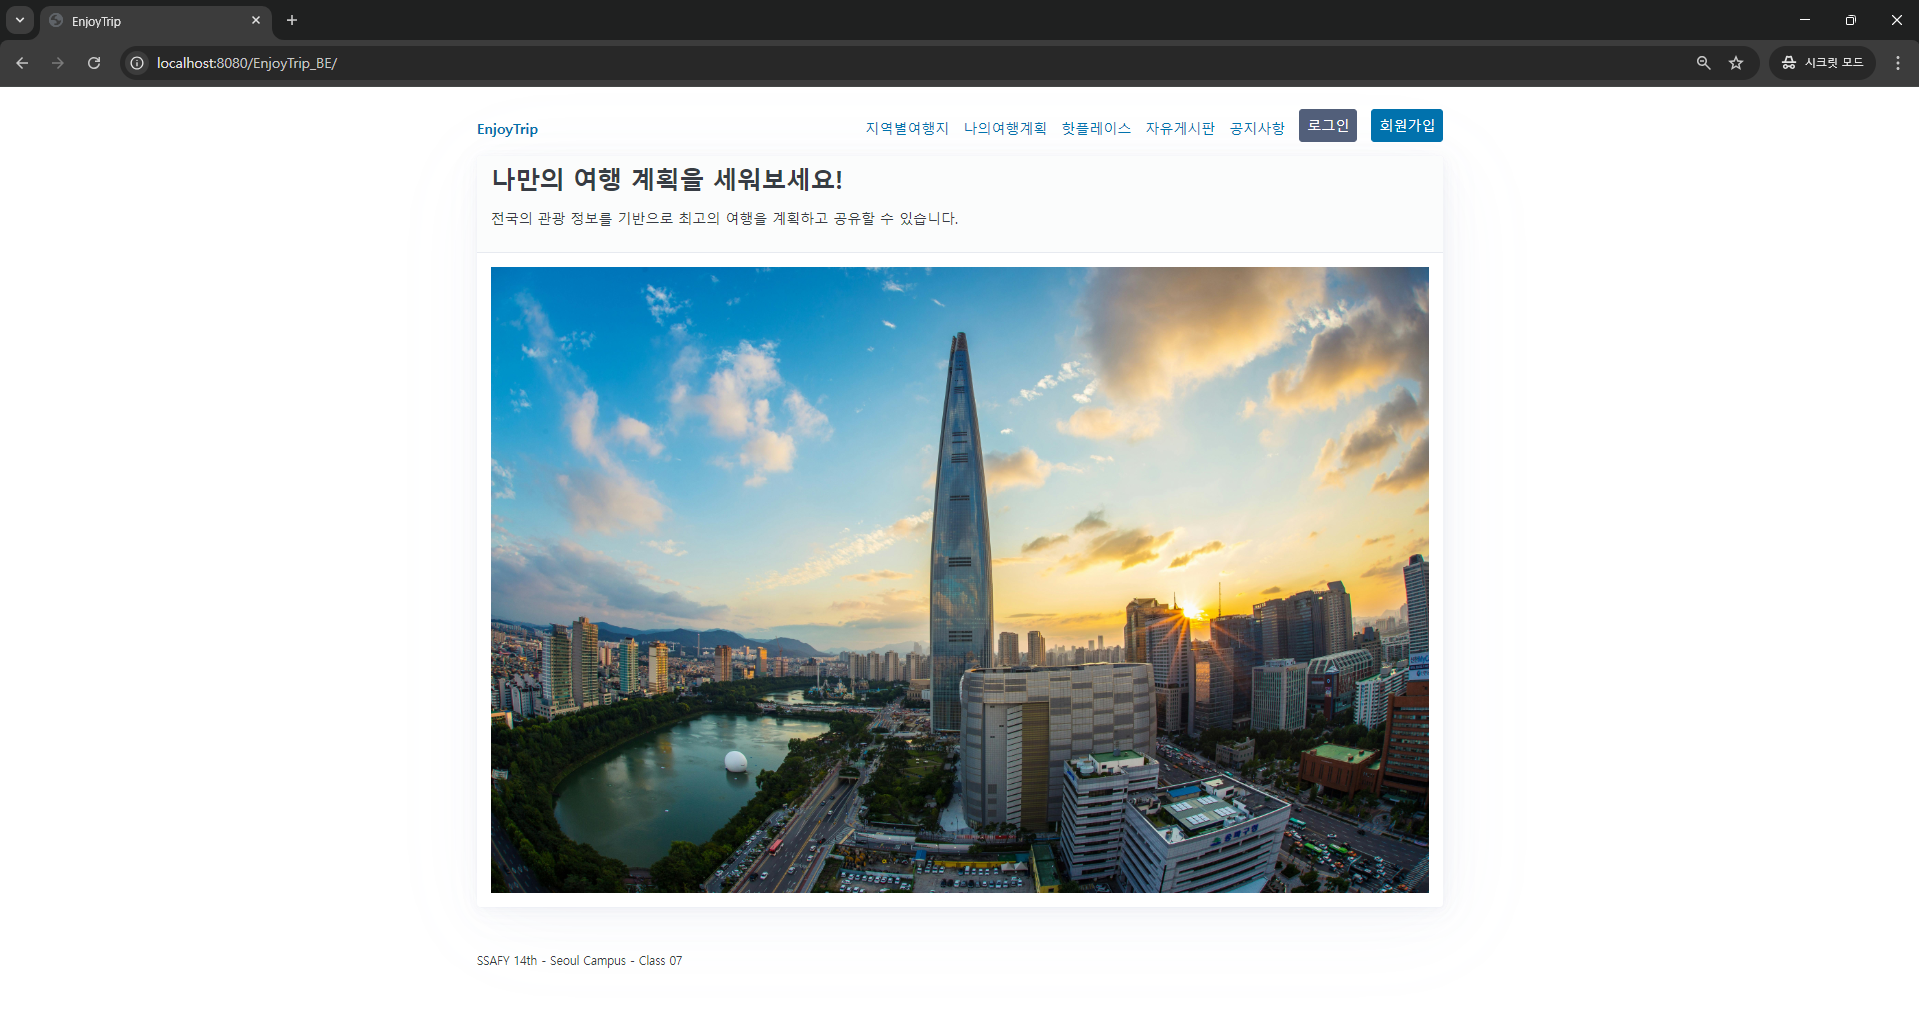 EnjoyTrip
localhost:8080/EnjoyTrip_BE/
시크릿 모드
EnjoyTrip
지역별여행지 나의여행계획 핫플레이스 자유게시판 공지사항 로그인 회원가입
나만의 여행 계획을 세워보세요!
전국의 관광 정보를 기반으로 최고의 여행을 계획하고 공유할 수 있습니다.
SSAFY 14th - Seoul Campus - Class 07